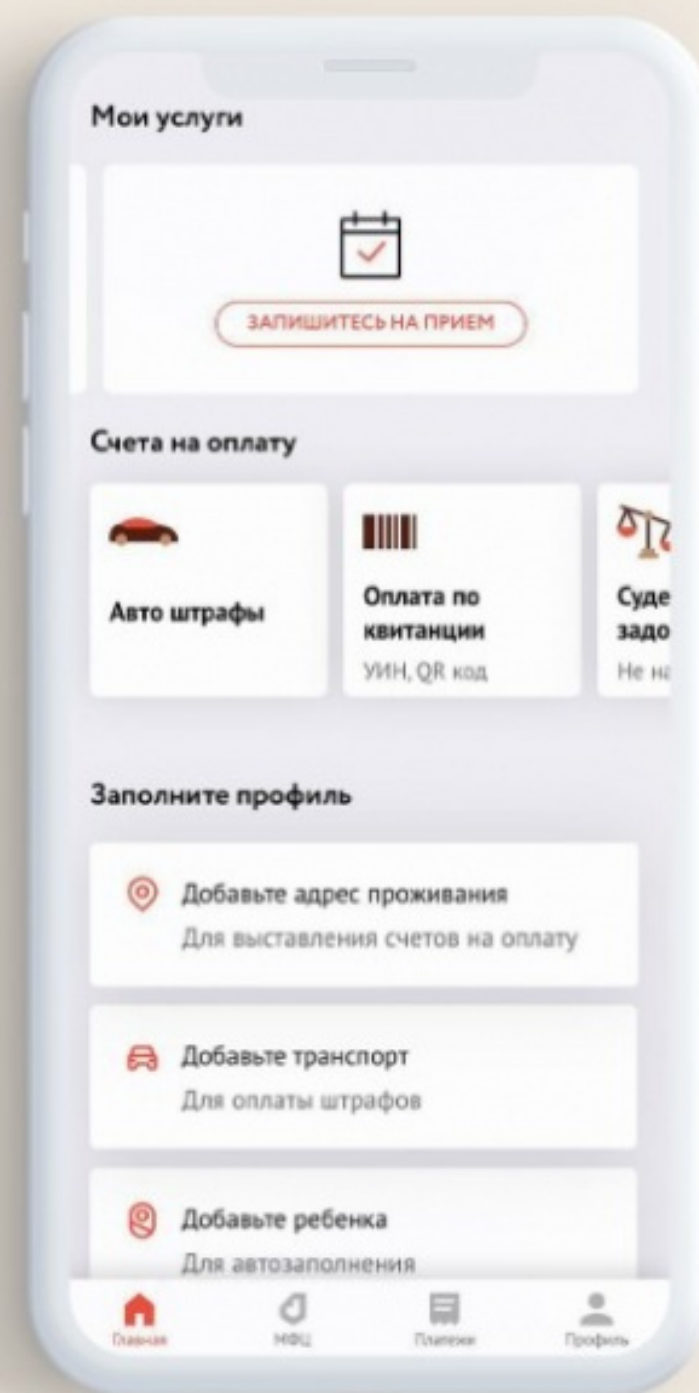 Мои услуги
ЗАПИШИТЕСЬ НА ПРИЕМ
Счета на оплату
Авто штрафы
Оплата по
квитанции
УИН, QR код
Суде
задо
Не на
Заполните профиль
Добавьте адрес проживания
Для выставления счетов на оплату
Добавьте транспорт
Для оплаты штрафов
Добавьте ребенка
Для автозаполнения
Главная
МФЦ
Платежи
Профиль